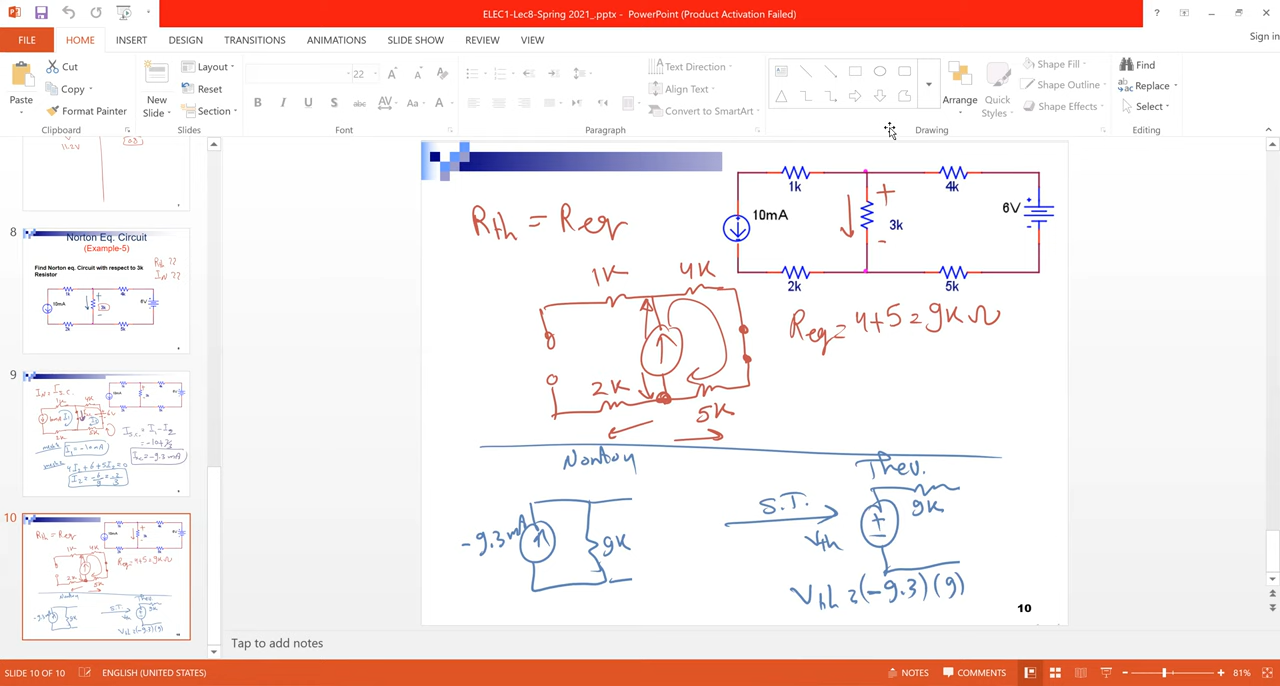 ELEC1-Lec8-Spring 2021_.pptx - PowerPoint (Product Activation Failed)
FILE HOME INSERT DESIGN TRANSITIONS ANIMATIONS SLIDE SHOW REVIEW VIEW
Sign in
Paste
Cut
Copy
Format Painter
Clipboard
New Slide
Layout
Reset
Section
Slides
22
Font
Text Direction
Align Text
Convert to SmartArt
Paragraph
Arrange
Quick Styles
Shape Fill
Shape Outline
Shape Effects
Drawing
Find
Replace
Select
Editing
8
Norton Eq. Circuit
(Example-5)
Find Norton eq. Circuit with respect to 3k
Resistor
Rth ??
IN ??
9
10
Rth = Req
1k
4k
10mA
3k
6V
2k
5k
+
-
1K
4K
2K
5K
Req = 4+5 = 9K Ω
Norton
-9.3mA
9K
S.T.
Vth
Thev.
9K
+
-
Vth = (-9.3)(9)
10
Tap to add notes
SLIDE 10 OF 10
ENGLISH (UNITED STATES)
NOTES
COMMENTS
81%